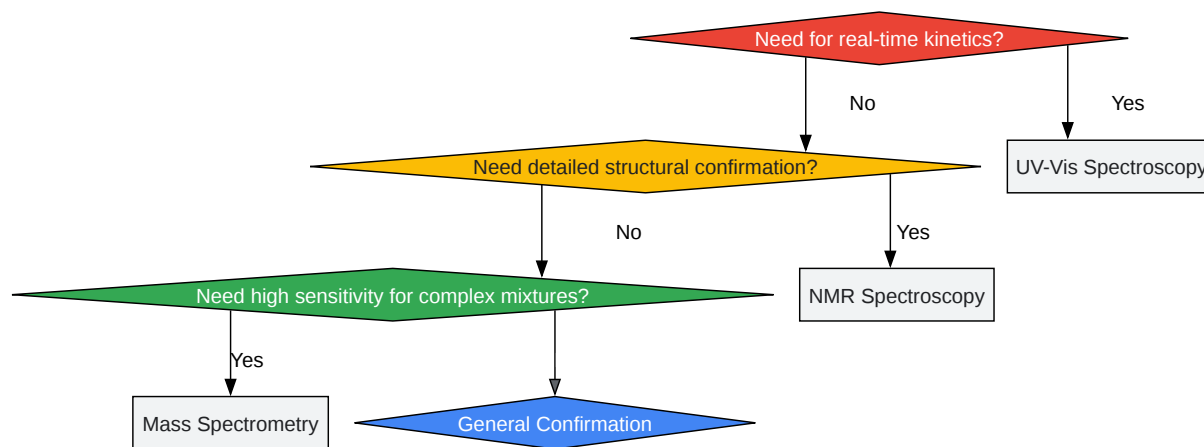 Need for real-time kinetics?
No
Yes
Need detailed structural confirmation?
UV-Vis Spectroscopy
No
Yes
Need high sensitivity for complex mixtures?
NMR Spectroscopy
Yes
Mass Spectrometry
General Confirmation